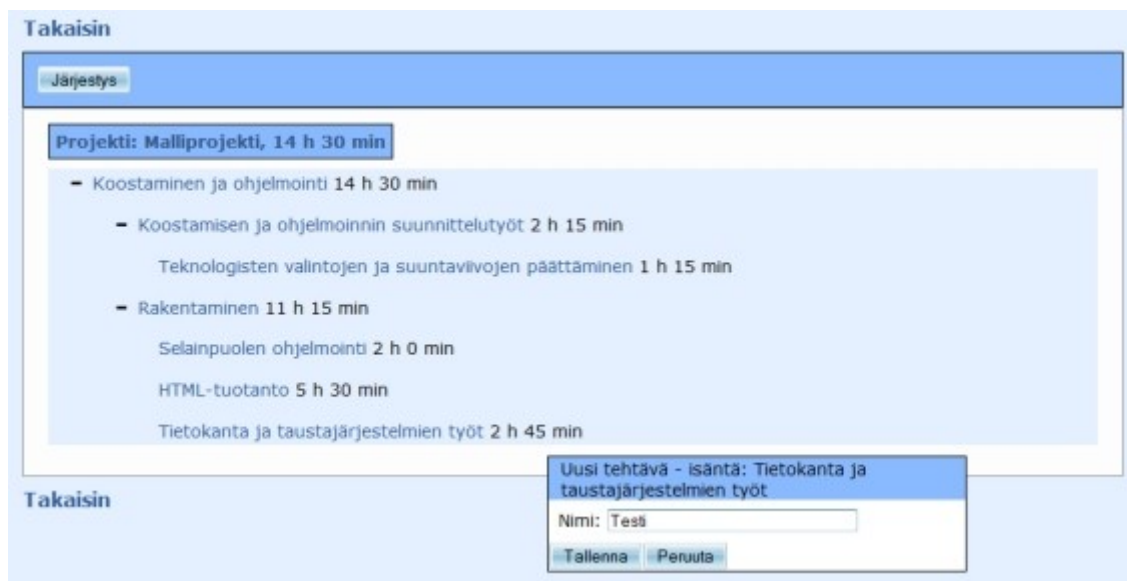 Takaisin
Järjestys
Projekti: Malliprojekti, 14 h 30 min
Koostaminen ja ohjelmointi 14 h 30 min
Koostamisen ja ohjelmoinnin suunnittelutyöt 2 h 15 min
Teknologisten valintojen ja suuntaviivojen päättäminen 1 h 15 min
Rakentaminen 11 h 15 min
Selainpuolen ohjelmointi 2 h 0 min
HTML-tuotanto 5 h 30 min
Tietokanta ja taustajärjestelmien työt 2 h 45 min
Takaisin
Uusi tehtävä - isäntä: Tietokanta ja
taustajärjestelmien työt
Nimi: Testi
Tallenna Peruuta